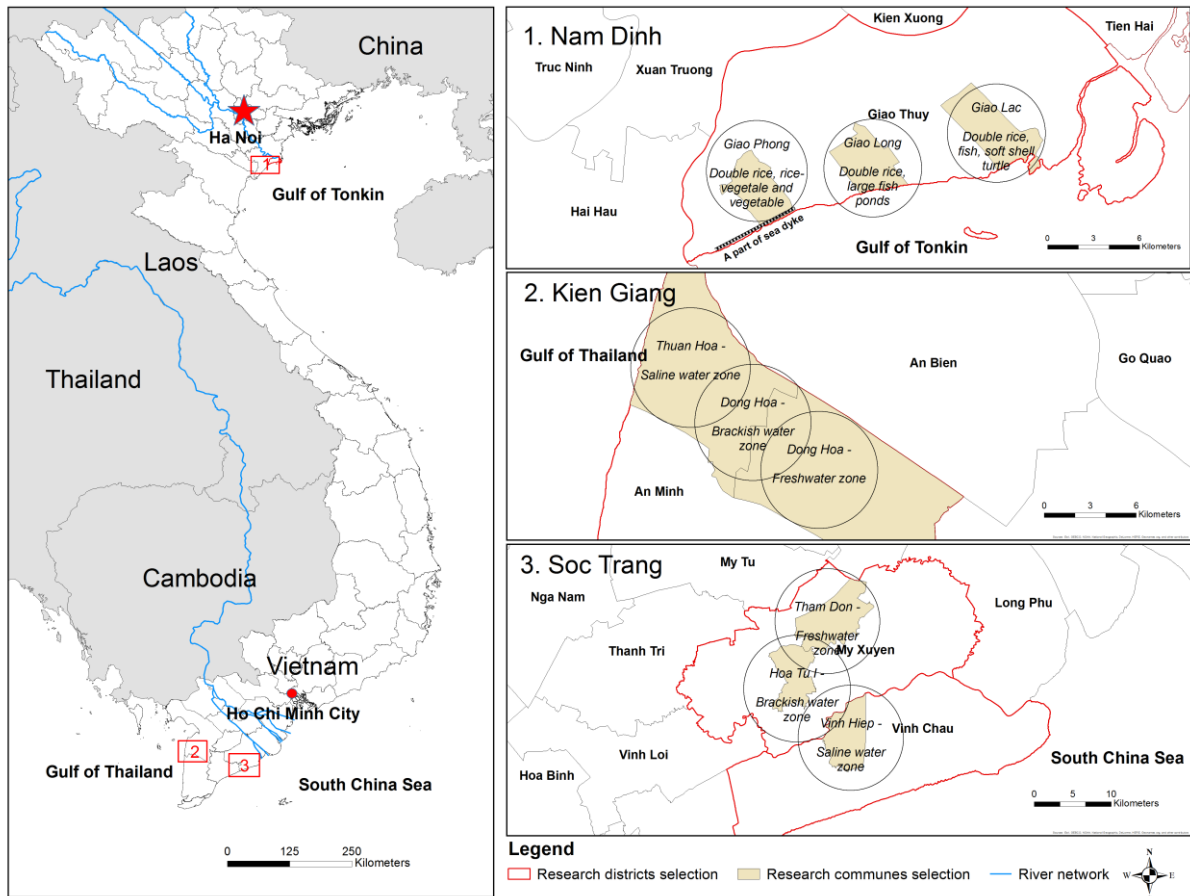 China
Ha Noi
1
Gulf of Tonkin
Laos
Thailand
Cambodia
Vietnam
Ho Chi Minh City
2
3
Gulf of Thailand
South China Sea
0 125 250
Kilometers
1. Nam Dinh
Kien Xuong
Tien Hai
Truc Ninh
Xuan Truong
Giao Lac
Giao Thuy
Giao Phong
Giao Long
Double rice,
fish, soft shell
turtle
Double rice, rice-
vegetale and
vegetable
Double rice,
large fish
ponds
Hai Hau
A part of sea dyke
Gulf of Tonkin
0 3 6
Kilometers
2. Kien Giang
Gulf of Thailand
Thuan Hoa -
Saline water zone
An Bien
Go Quao
Dong Hoa -
Brackish water
zone
Dong Hoa -
Freshwater zone
An Minh
0 3 6
Kilometers
3. Soc Trang
My Tu
Nga Nam
Long Phu
Tham Don -
Freshwater
zone
My Xuyen
Thanh Tri
Hoa Tu I -
Brackish water
zone
Vinh Hiep -
Saline water
zone
Vinh Chau
Vinh Loi
Hoa Binh
South China Sea
0 5 10
Kilometers
Legend
Research districts selection
Research communes selection
River network
N
W E
S